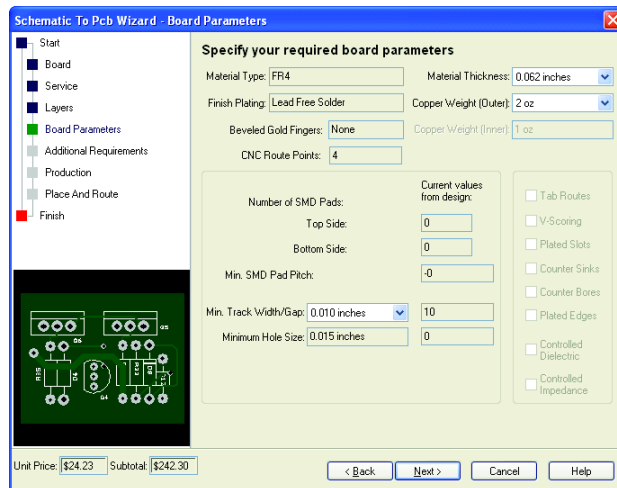 Schematic To Pcb Wizard - Board Parameters
Start
Board
Service
Layers
Board Parameters
Additional Requirements
Production
Place And Route
Finish
Specify your required board parameters
Material Type: FR4
Material Thickness: 0.062 inches
Finish Plating: Lead Free Solder
Copper Weight (Outer): 2 oz
Beveled Gold Fingers: None
Copper Weight (Inner): 1 oz
CNC Route Points: 4
Current values
from design:
Number of SMD Pads:
Top Side: 0
Bottom Side: 0
Min. SMD Pad Pitch: -0
Min. Track Width/Gap: 0.010 inches 10
Minimum Hole Size: 0.015 inches 0
Tab Routes
V-Scoring
Plated Slots
Counter Sinks
Counter Bores
Plated Edges
Controlled
Dielectric
Controlled
Impedance
Unit Price: $24.23 Subtotal: $242.30
< Back
Next >
Cancel
Help